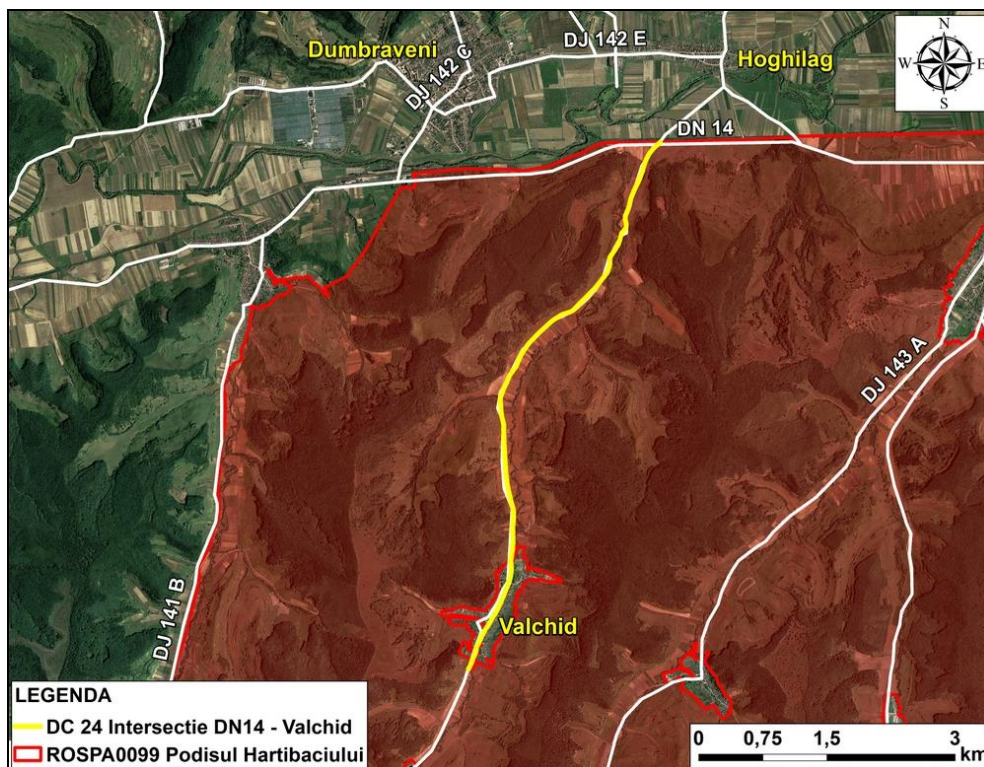 Dumbraveni
DJ 142 E
Hoghilag
N
W
E
S
DJ 142 C
DN 14
DJ 143 A
DJ 141 B
Valchid
LEGENDA
DC 24 Intersectie DN14 - Valchid
ROSPA0099 Podisul Hartibaciului
0 0,75 1,5 3
km